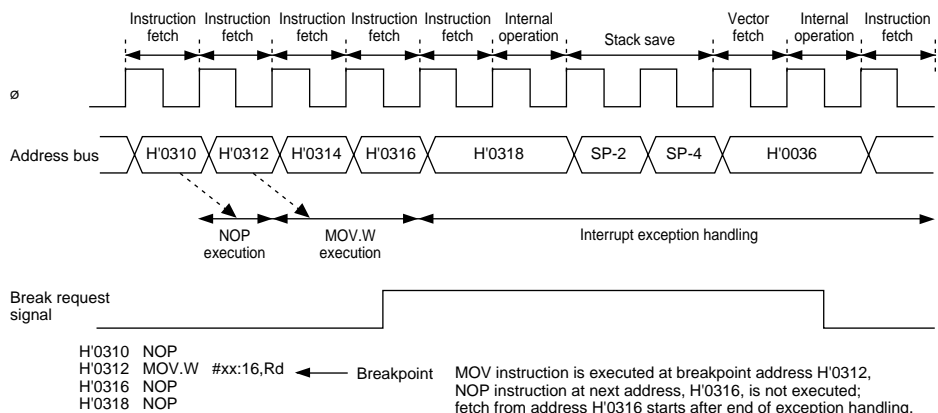 Instruction fetch Instruction fetch Instruction fetch Instruction fetch Instruction fetch Internal operation Stack save Vector fetch Internal operation Instruction fetch
ø
Address bus H'0310 H'0312 H'0314 H'0316 H'0318 SP-2 SP-4 H'0036
NOP execution MOV.W execution Interrupt exception handling
Break request
signal
H'0310 NOP
H'0312 MOV.W #xx:16,Rd Breakpoint MOV instruction is executed at breakpoint address H'0312,
H'0316 NOP NOP instruction at next address, H'0316, is not executed;
H'0318 NOP fetch from address H'0316 starts after end of exception handling.